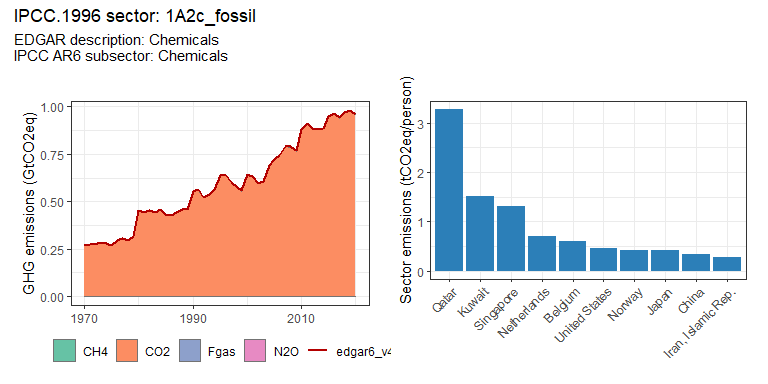 IPCC.1996 sector: 1A2c_fossil
EDGAR description: Chemicals
IPCC AR6 subsector: Chemicals
GHG emissions (GtCO2eq)
1.00
0.75
0.50
0.25
0.00
1970
1990
2010
CH4
CO2
Fgas
N2O
edgar6_v4
Sector emissions (tCO2eq/person)
3
2
1
0
Qatar
Kuwait
Singapore
Netherlands
Belgium
United States
Norway
Japan
China
Iran, Islamic Rep.